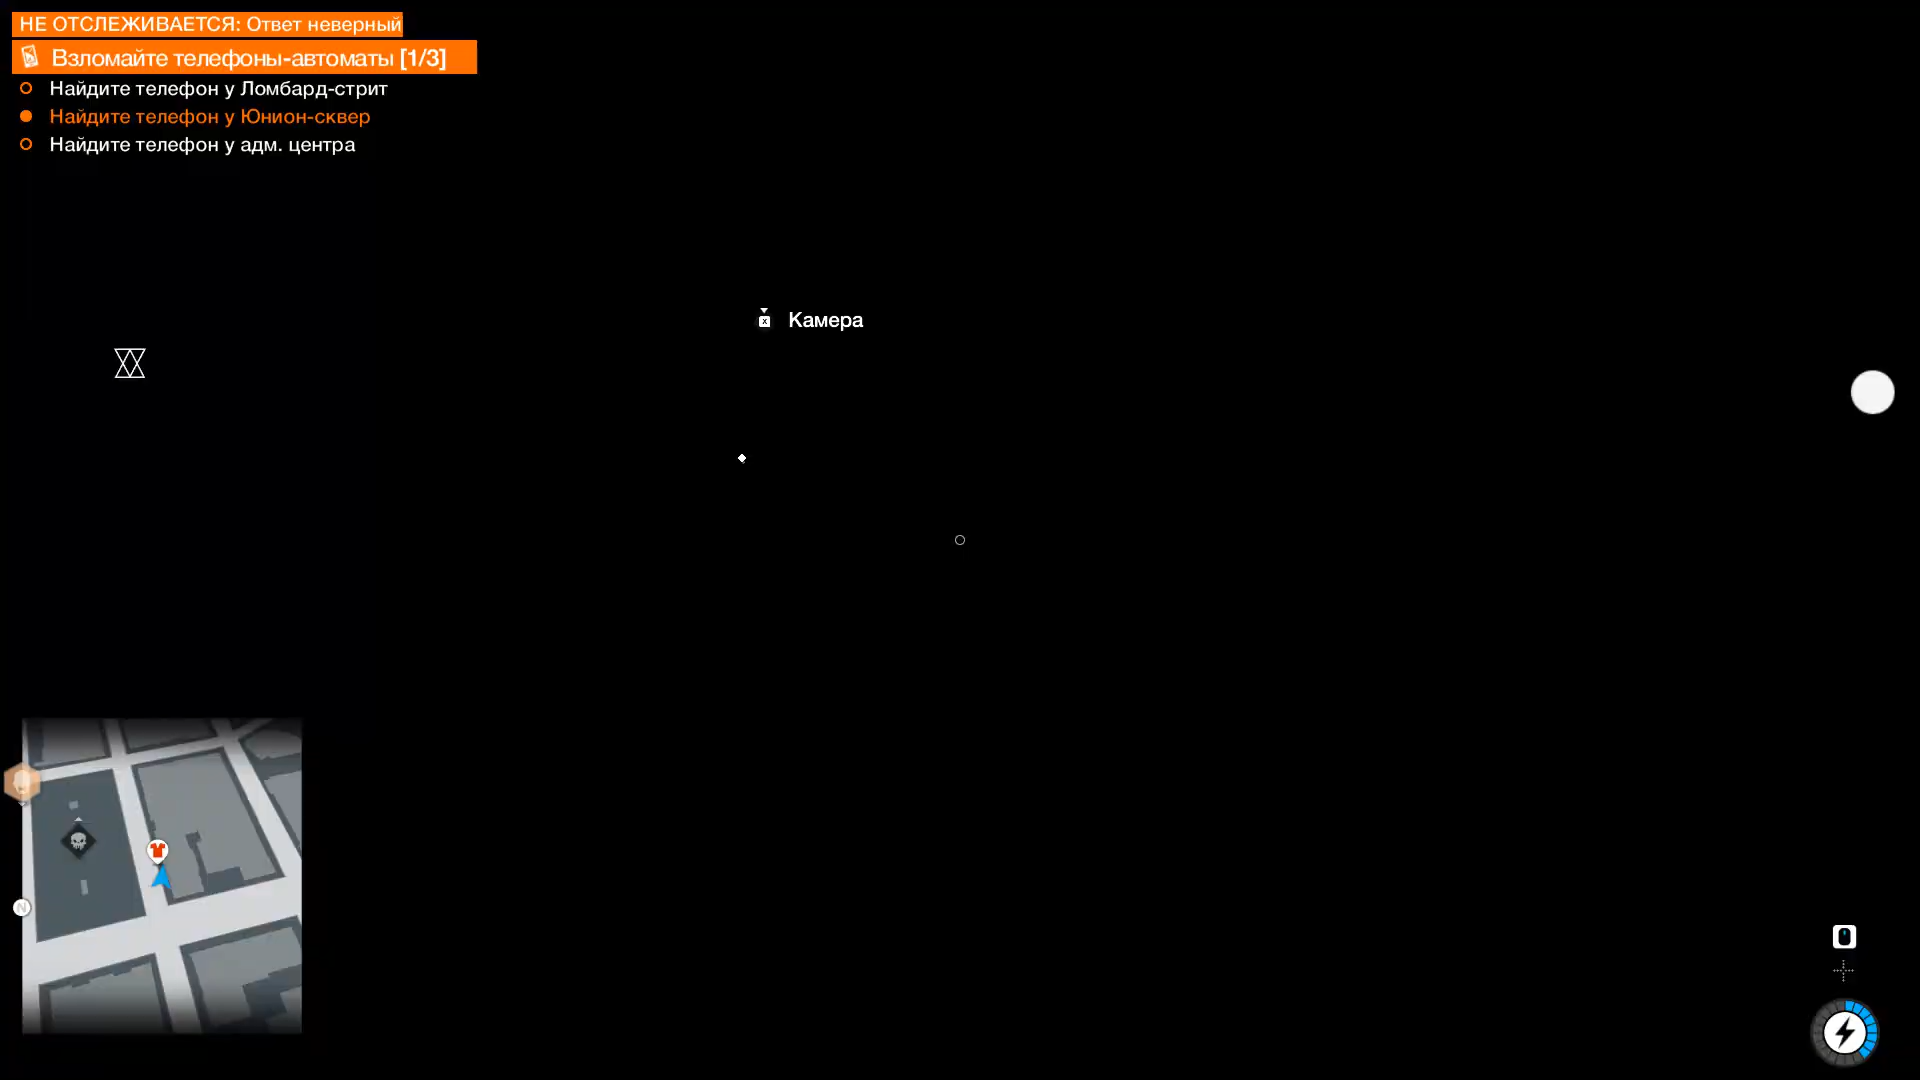 НЕ ОТСЛЕЖИВАЕТСЯ: Ответ неверный
Взломайте телефоны-автоматы [1/3]
Найдите телефон у Ломбард-стрит
Найдите телефон у Юнион-сквер
Найдите телефон у адм. центра
x Камера
N